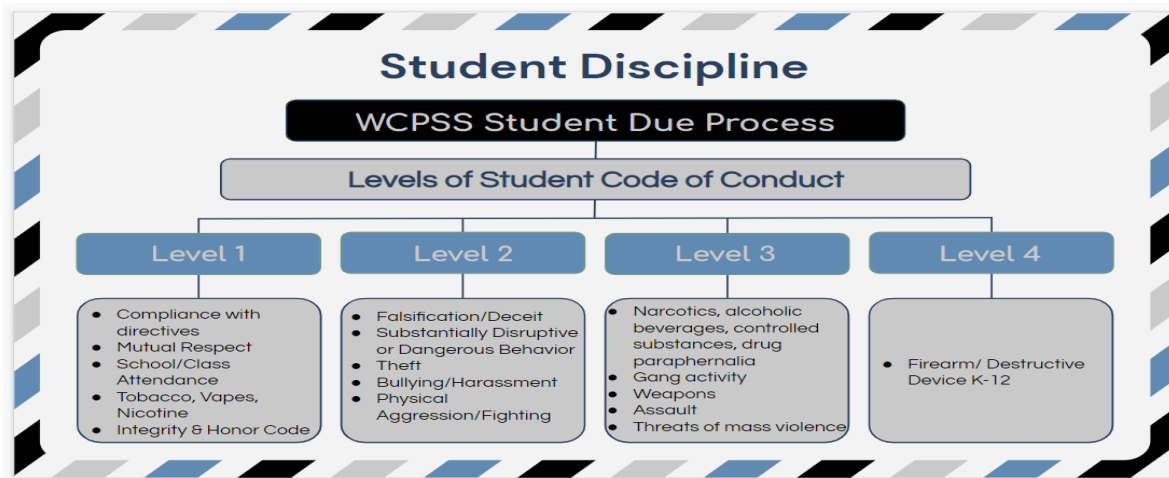 Student Discipline
WCPSS Student Due Process
Levels of Student Code of Conduct
Level 1
● Compliance with
directives
● Mutual Respect
● School/Class
Attendance
● Tobacco, Vapes,
Nicotine
● Integrity & Honor Code
Level 2
● Falsification/Deceit
● Substantially Disruptive
or Dangerous Behavior
● Theft
● Bullying/Harassment
● Physical
Aggression/Fighting
Level 3
● Narcotics, alcoholic
beverages, controlled
substances, drug
paraphernalia
● Gang activity
● Weapons
● Assault
● Threats of mass violence
Level 4
● Firearm/ Destructive
Device K-12